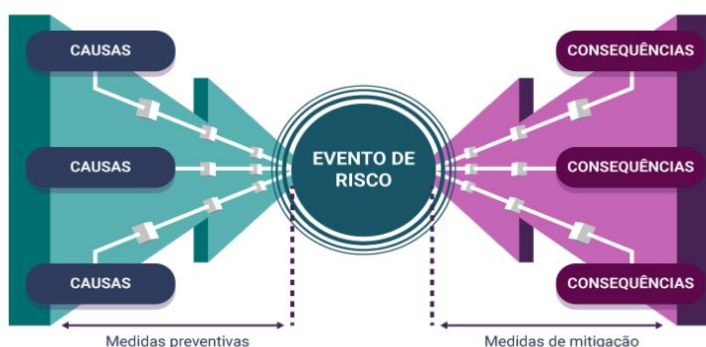 CAUSAS
CONSEQUÊNCIAS
CAUSAS
EVENTO DE
RISCO
CONSEQUÊNCIAS
CAUSAS
CONSEQUÊNCIAS
Medidas preventivas
Medidas de mitigação